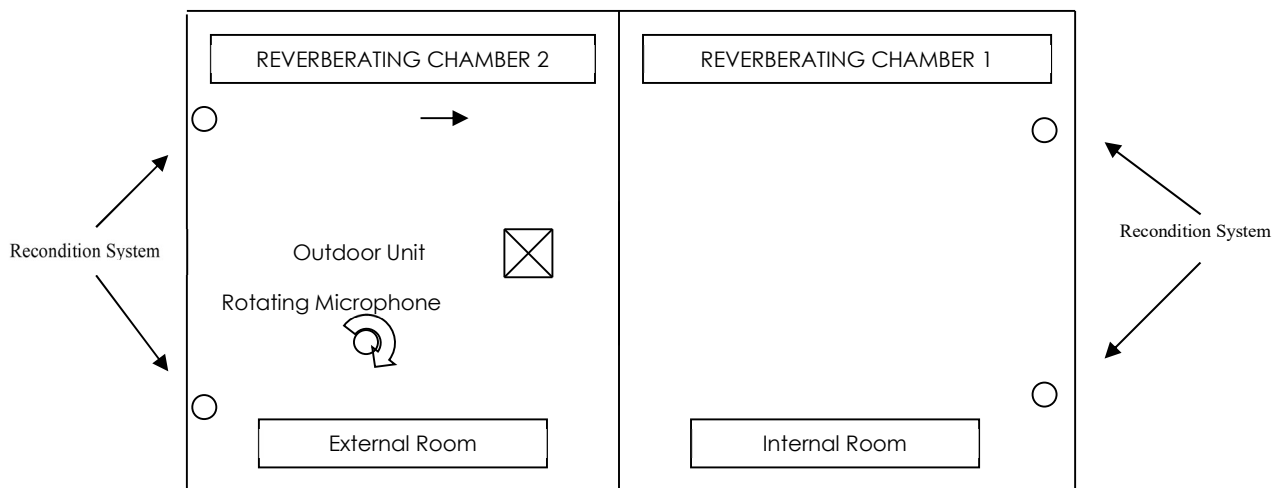 REVERBERATING CHAMBER 2
REVERBERATING CHAMBER 1
Recondition System
Outdoor Unit
Rotating Microphone
Recondition System
External Room
Internal Room